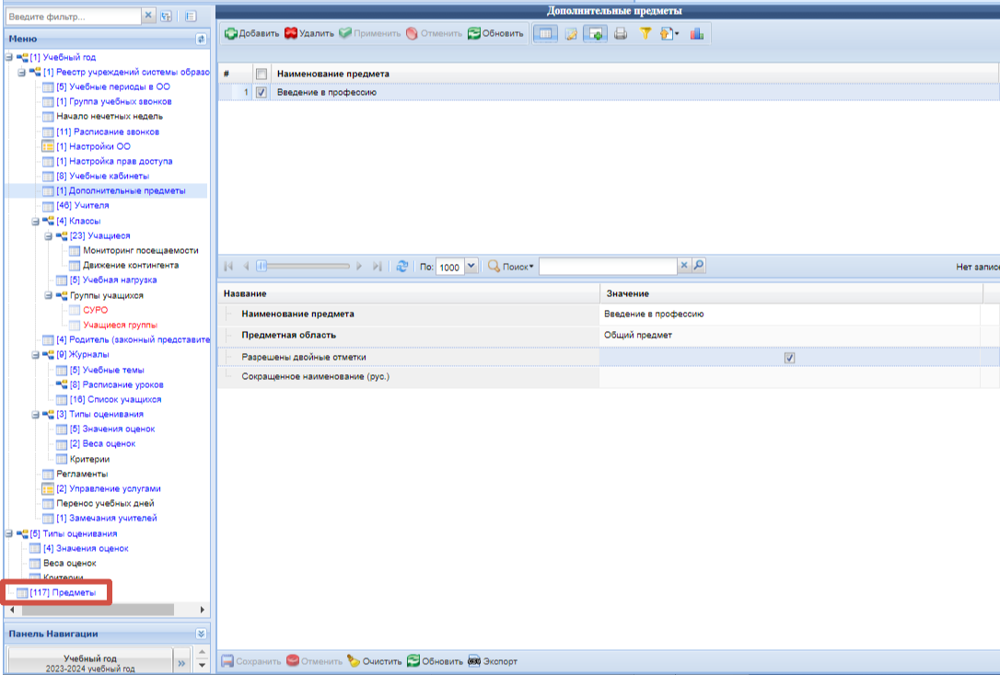 Дополнительные предметы
Введите фильтр...
Добавить Удалить Применить Отменить Обновить
Меню
[1] Учебный год
[1] Реестр учреждений системы образо
[5] Учебные периоды в ОО
[1] Группа учебных звонков
Начало нечетных недель
[11] Расписание звонков
[1] Настройки ОО
[1] Настройка прав доступа
[8] Учебные кабинеты
[1] Дополнительные предметы
[46] Учителя
[4] Классы
[23] Учащиеся
Мониторинг посещаемости
Движение контингента
[5] Учебная нагрузка
Группы учащихся
СУРО
Учащиеся группы
[4] Родитель (законный представите
[9] Журналы
[5] Учебные темы
[8] Расписание уроков
[16] Список учащихся
[3] Типы оценивания
[5] Значения оценок
[2] Веса оценок
Критерии
Регламенты
[2] Управление услугами
Перенос учебных дней
[1] Замечания учителей
[5] Типы оценивания
[4] Значения оценок
Веса оценок
Критерии
[117] Предметы
Панель Навигации
Учебный год
2023-2024 учебный год
# Наименование предмета
1 Введение в профессию
По: 1000 Поиск Нет записе
Название Значение
Наименование предмета Введение в профессию
Предметная область Общий предмет
Разрешены двойные отметки
Сокращенное наименование (рус.)
Сохранить Отменить Очистить Обновить Экспорт